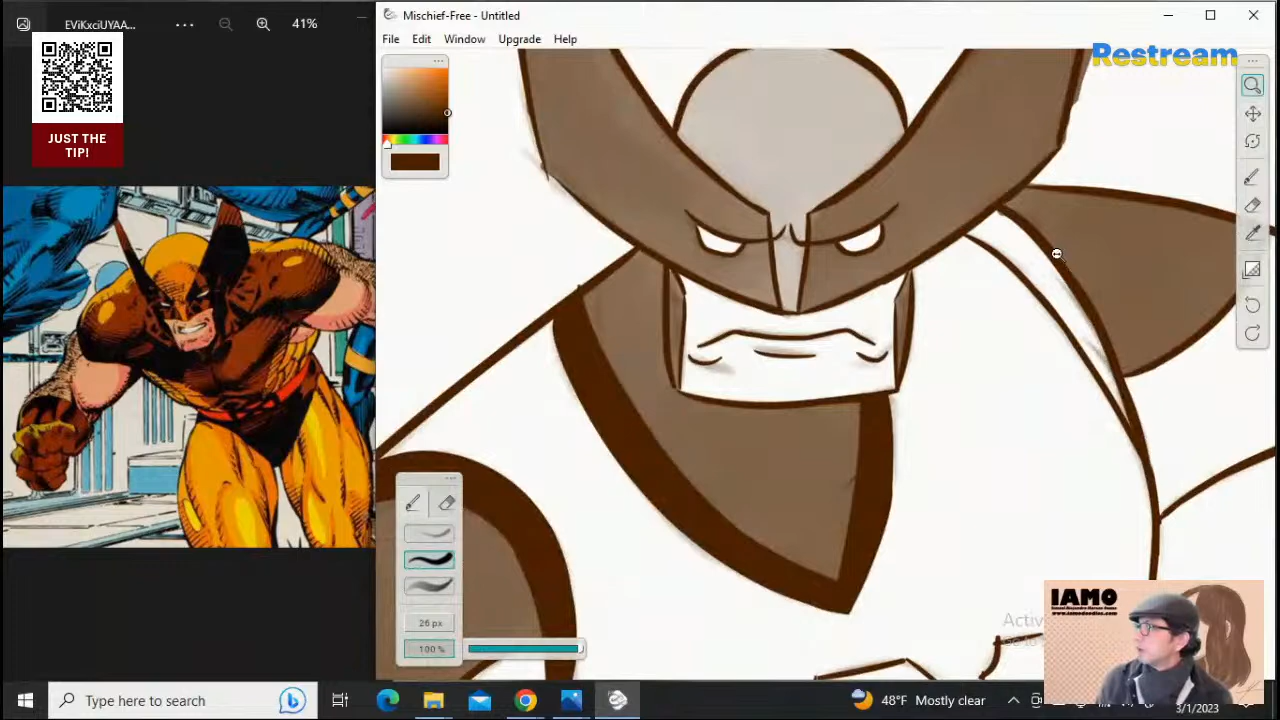 EViKxciUYAA...
41%
JUST THE
TIP!
Mischief-Free - Untitled
File Edit Window Upgrade Help
Restream
26 px
100 %
Activ
IAMO
Type here to search
48°F Mostly clear
3/1/2023